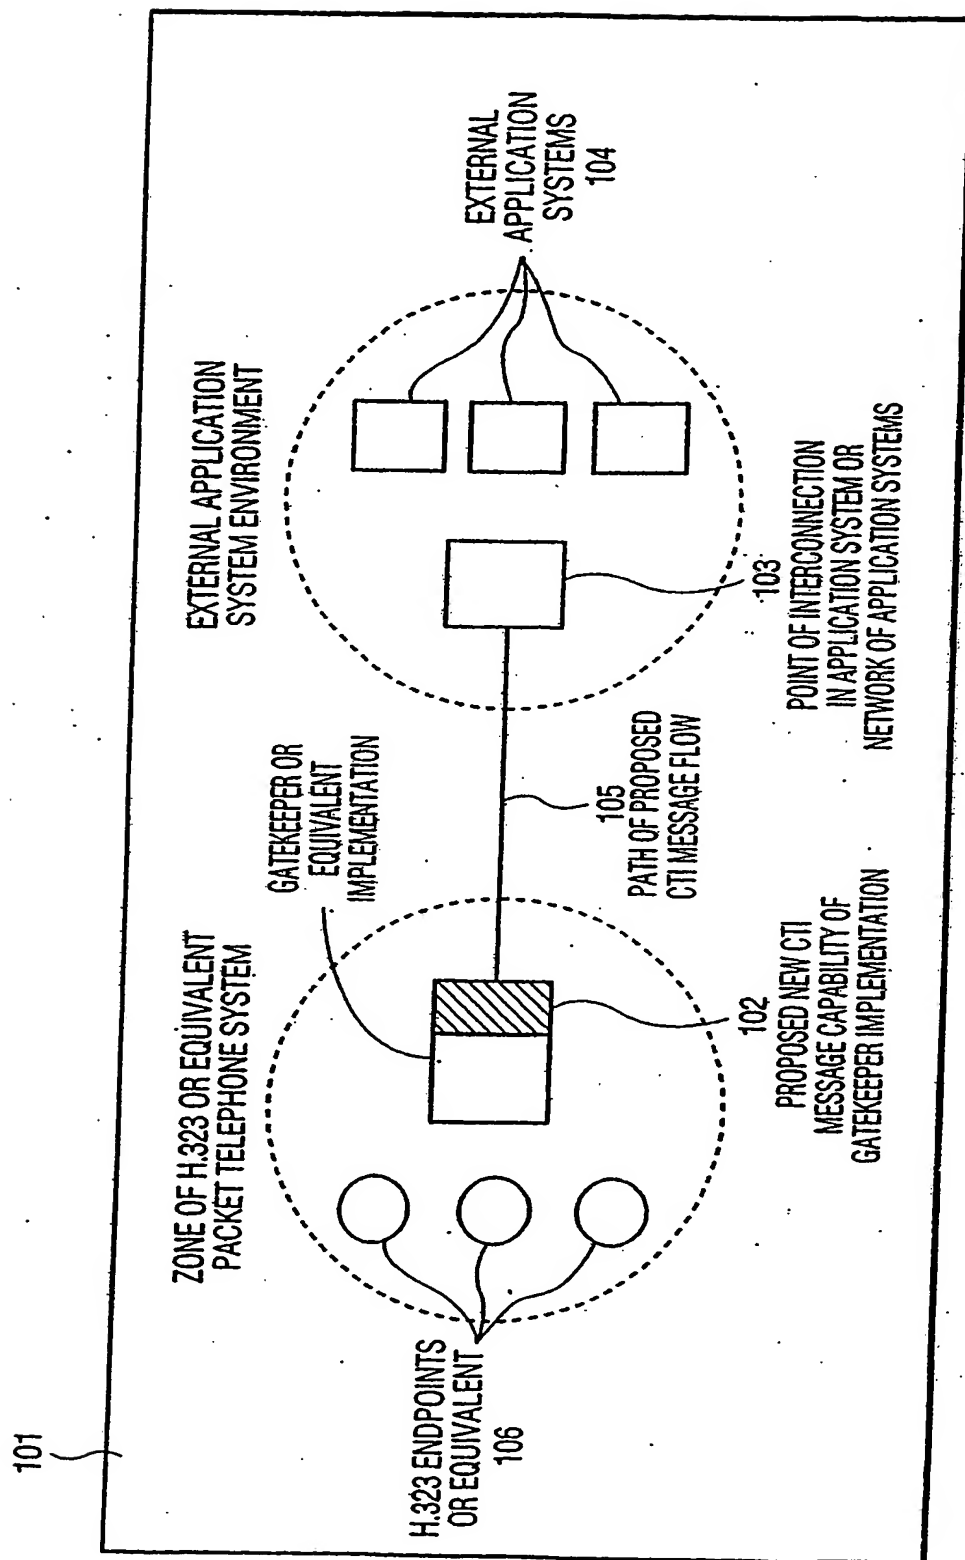 101
ZONE OF H.323 OR EQUIVALENT
PACKET TELEPHONE SYSTEM
GATEKEEPER OR
EQUIVALENT
IMPLEMENTATION
EXTERNAL APPLICATION
SYSTEM ENVIRONMENT
H.323 ENDPOINTS
OR EQUIVALENT
106
102
PROPOSED NEW CTI
MESSAGE CAPABILITY OF
GATEKEEPER IMPLEMENTATION
105
PATH OF PROPOSED
CTI MESSAGE FLOW
103
POINT OF INTERCONNECTION
IN APPLICATION SYSTEM OR
NETWORK OF APPLICATION SYSTEMS
EXTERNAL
APPLICATION
SYSTEMS
104